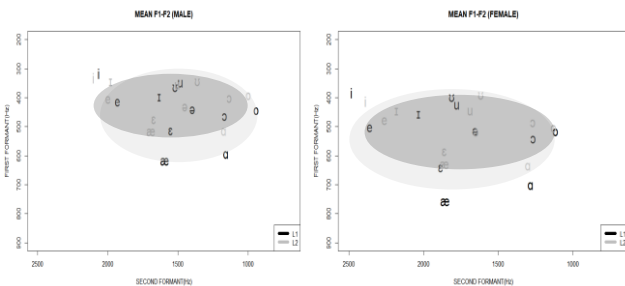 MEAN F1-F2 (MALE)
FIRST FORMANT(Hz)
200
300
400
500
600
700
800
900
i i ɪ
ʊ u
e e ɪ
ə ɔ ɔ
ɛ ɛ æ
æ ɑ
2500
2000
1500
1000
SECOND FORMANT(Hz)
L1
L2
MEAN F1-F2 (FEMALE)
FIRST FORMANT(Hz)
200
300
400
500
600
700
800
900
i i ɪ ɪ
ʊ u ʊ u
e e
ə ɔ
ɛ ɛ æ
æ ɑ ɑ
2500
2000
1500
1000
SECOND FORMANT(Hz)
L1
L2